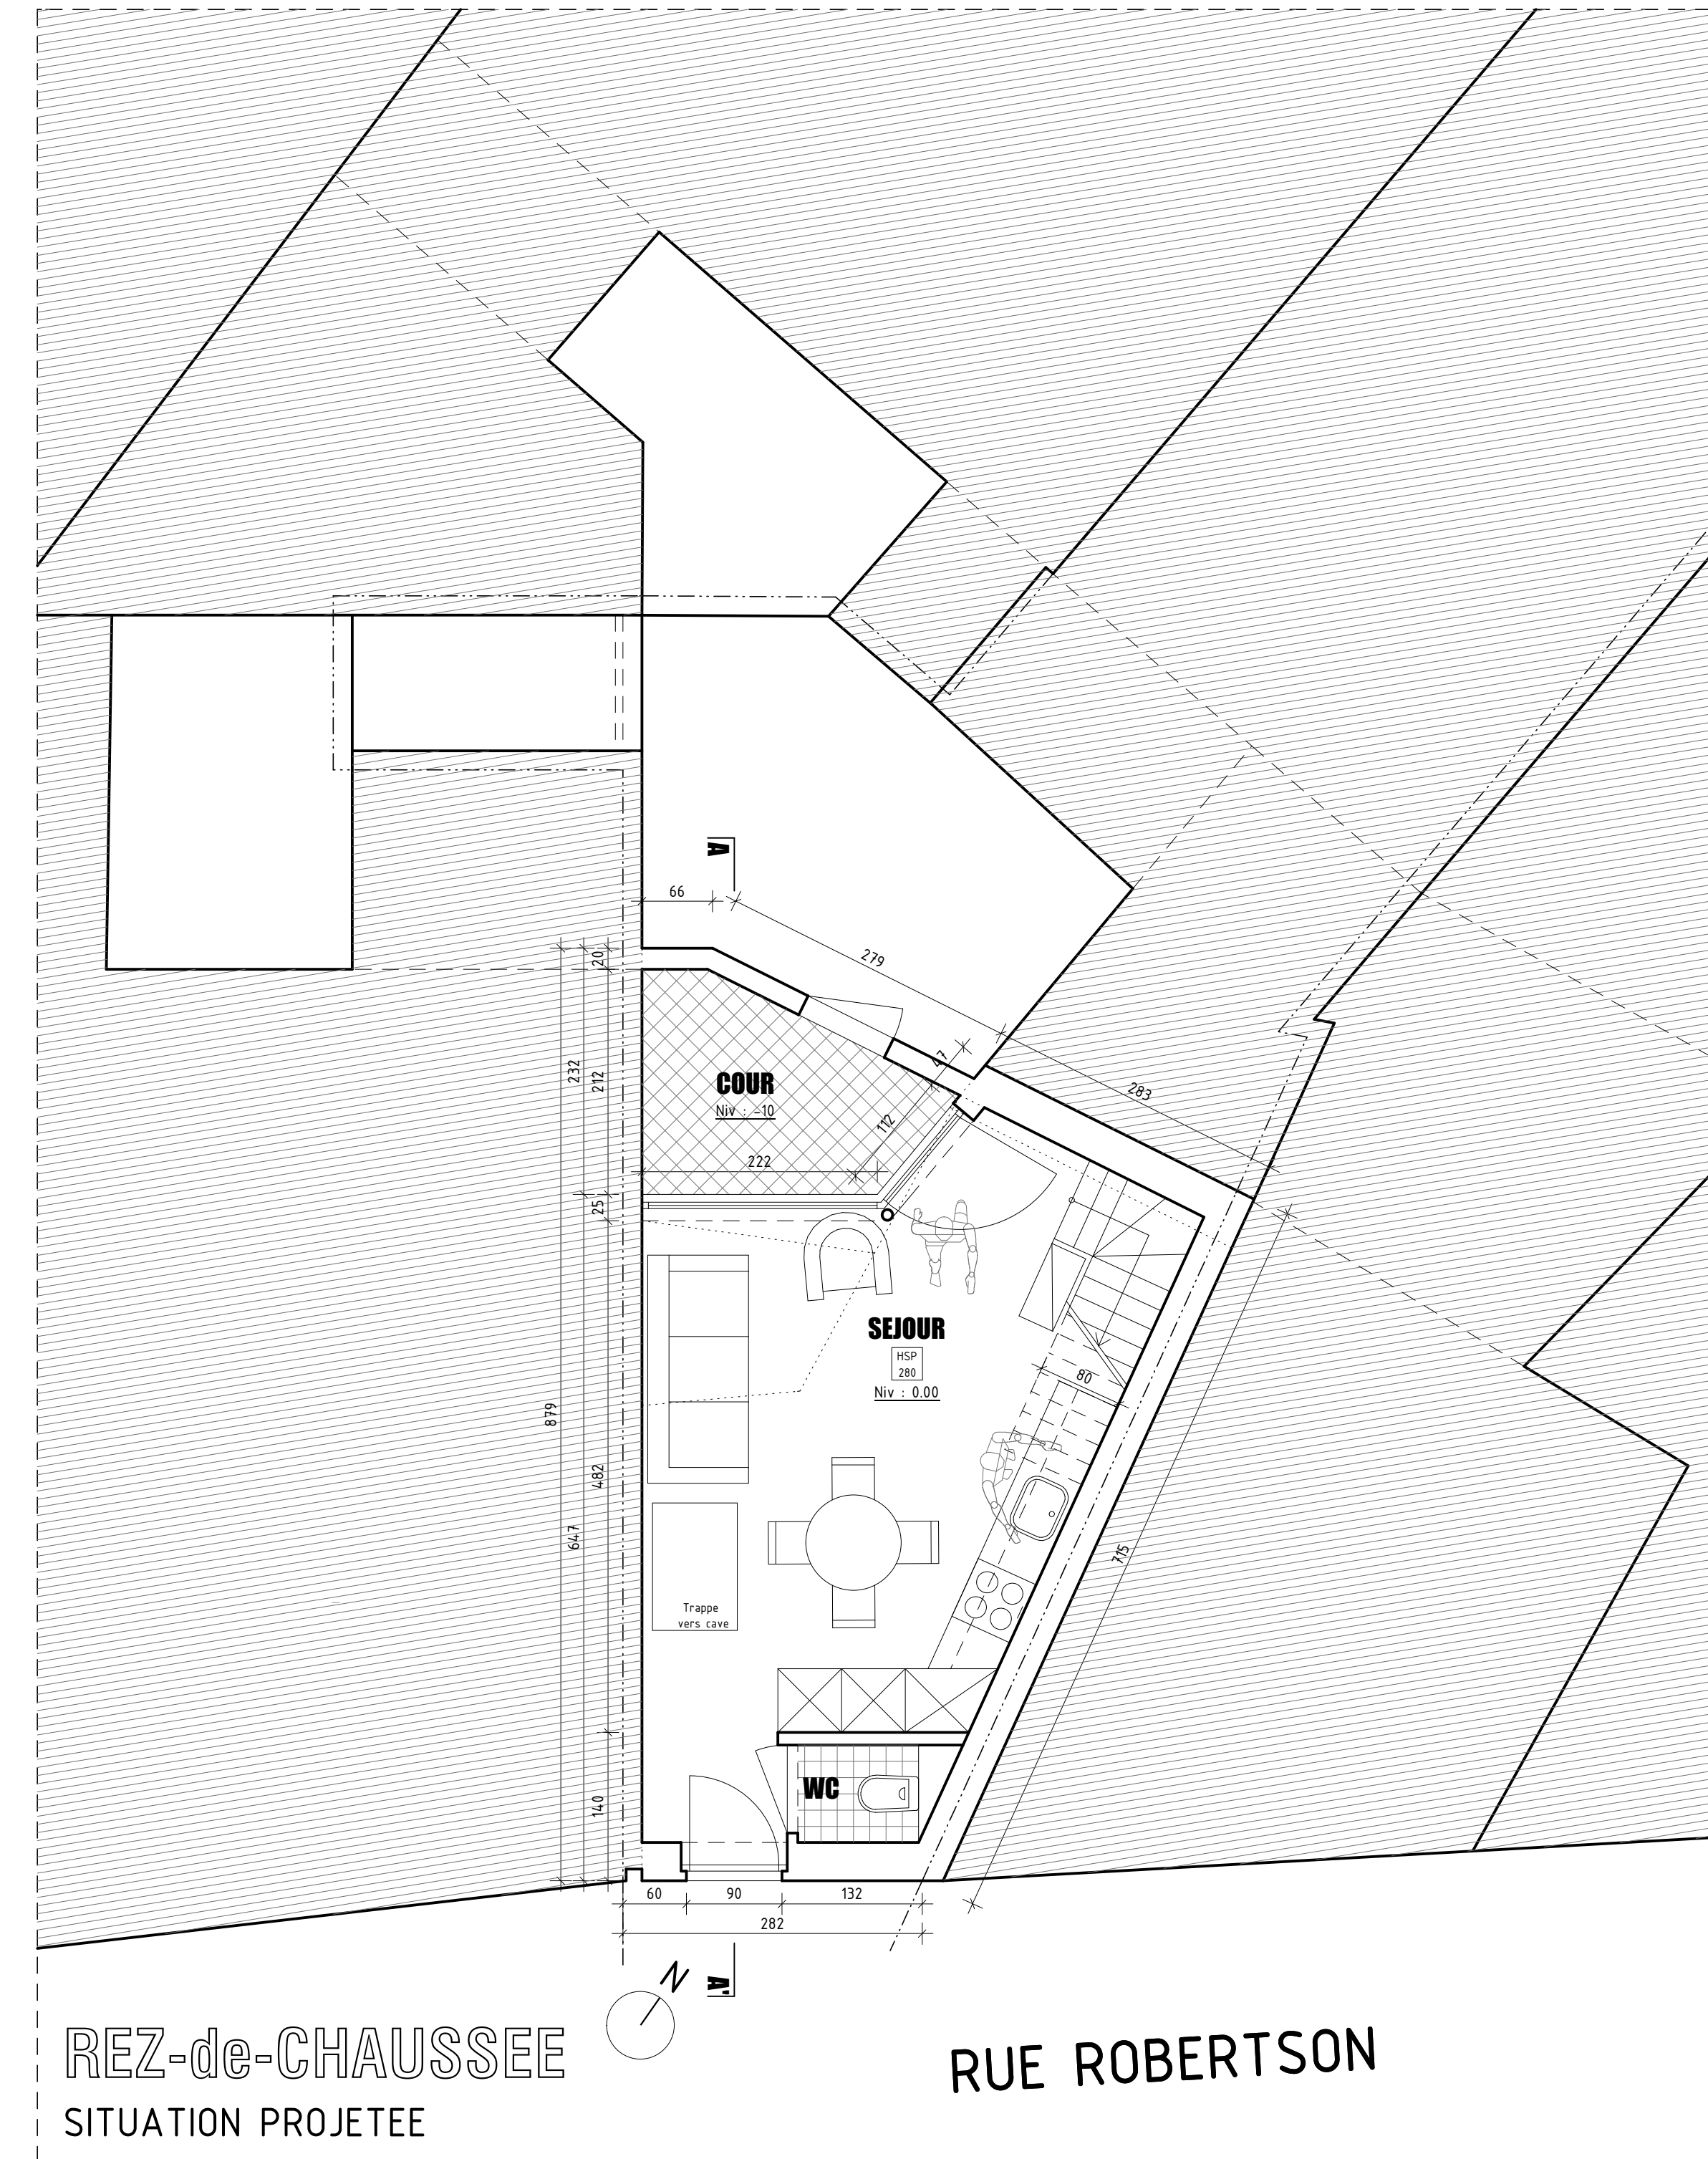 A
66
279
20
47
283
232
212
COUR
Niv : -10
112
222
25
SEJOUR
HSP
280
Niv : 0.00
80
879
482
647
715
Trappe
vers cave
WC
140
60
90
132
282
N
A'
REZ-de-CHAUSSEE
SITUATION PROJETEE
RUE ROBERTSON